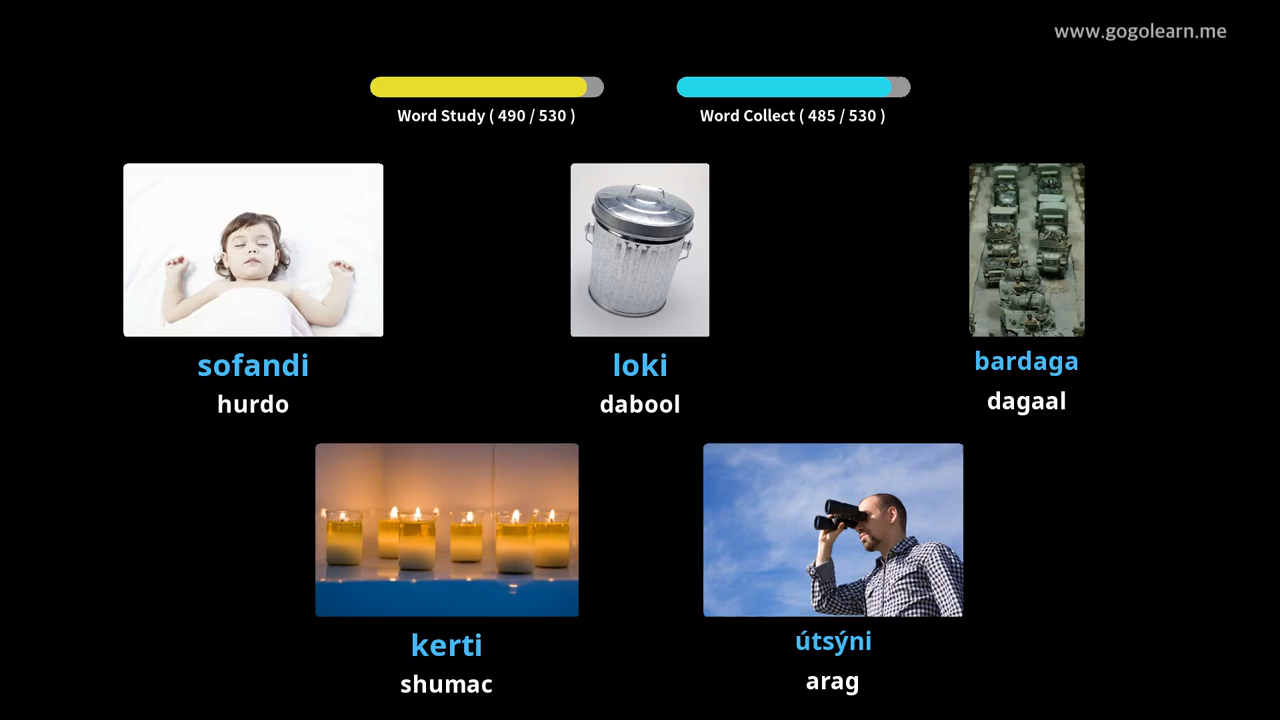 www.gogolearn.me
Word Study ( 490 / 530 )
Word Collect ( 485 / 530 )
sofandi
hurdo
loki
dabool
bardaga
dagaal
kerti
shumac
útsýni
arag